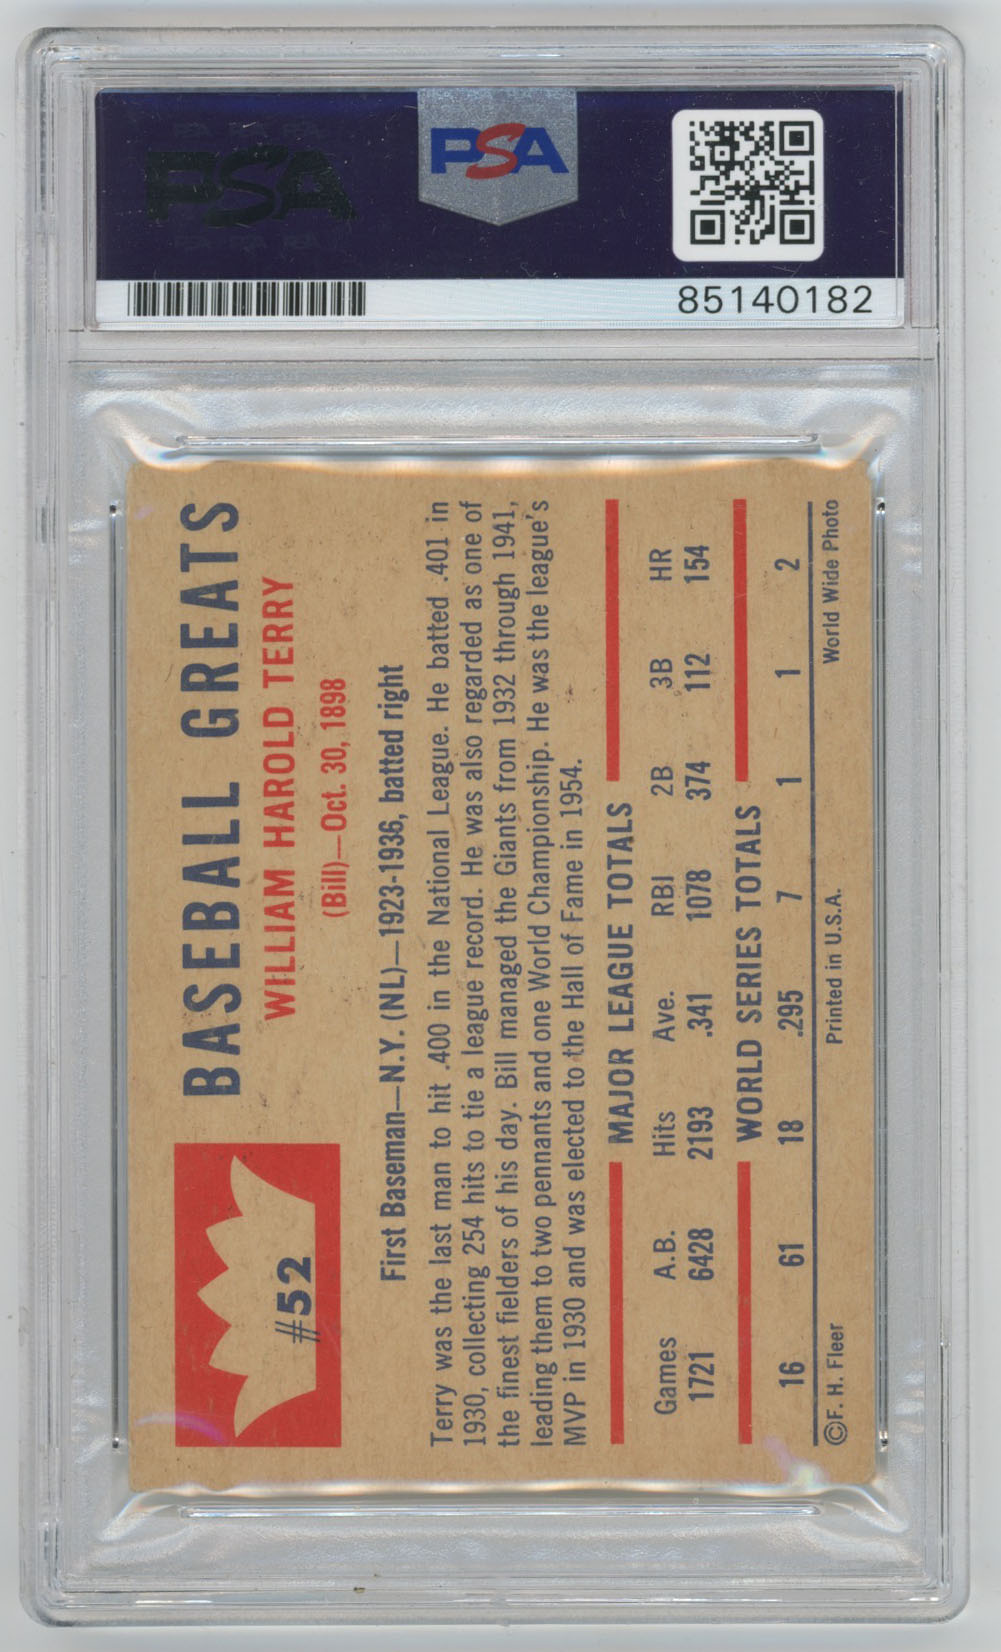 PSA
PSA
85140182
#52
BASEBALL GREATS
WILLIAM HAROLD TERRY
(Bill)—Oct. 30, 1898
First Baseman—N.Y. (NL)—1923-1936, batted right
Terry was the last man to hit .400 in the National League. He batted .401 in
1930, collecting 254 hits to tie a league record. He was also regarded as one of
the finest fielders of his day. Bill managed the Giants from 1932 through 1941,
leading them to two pennants and one World Championship. He was the league's
MVP in 1930 and was elected to the Hall of Fame in 1954.
MAJOR LEAGUE TOTALS
Games A.B. Hits Ave. RBI 2B 3B HR
1721 6428 2193 .341 1078 374 112 154
WORLD SERIES TOTALS
16 61 18 .295 7 1 1 2
©F. H. Fleer Printed in U.S.A. World Wide Photo